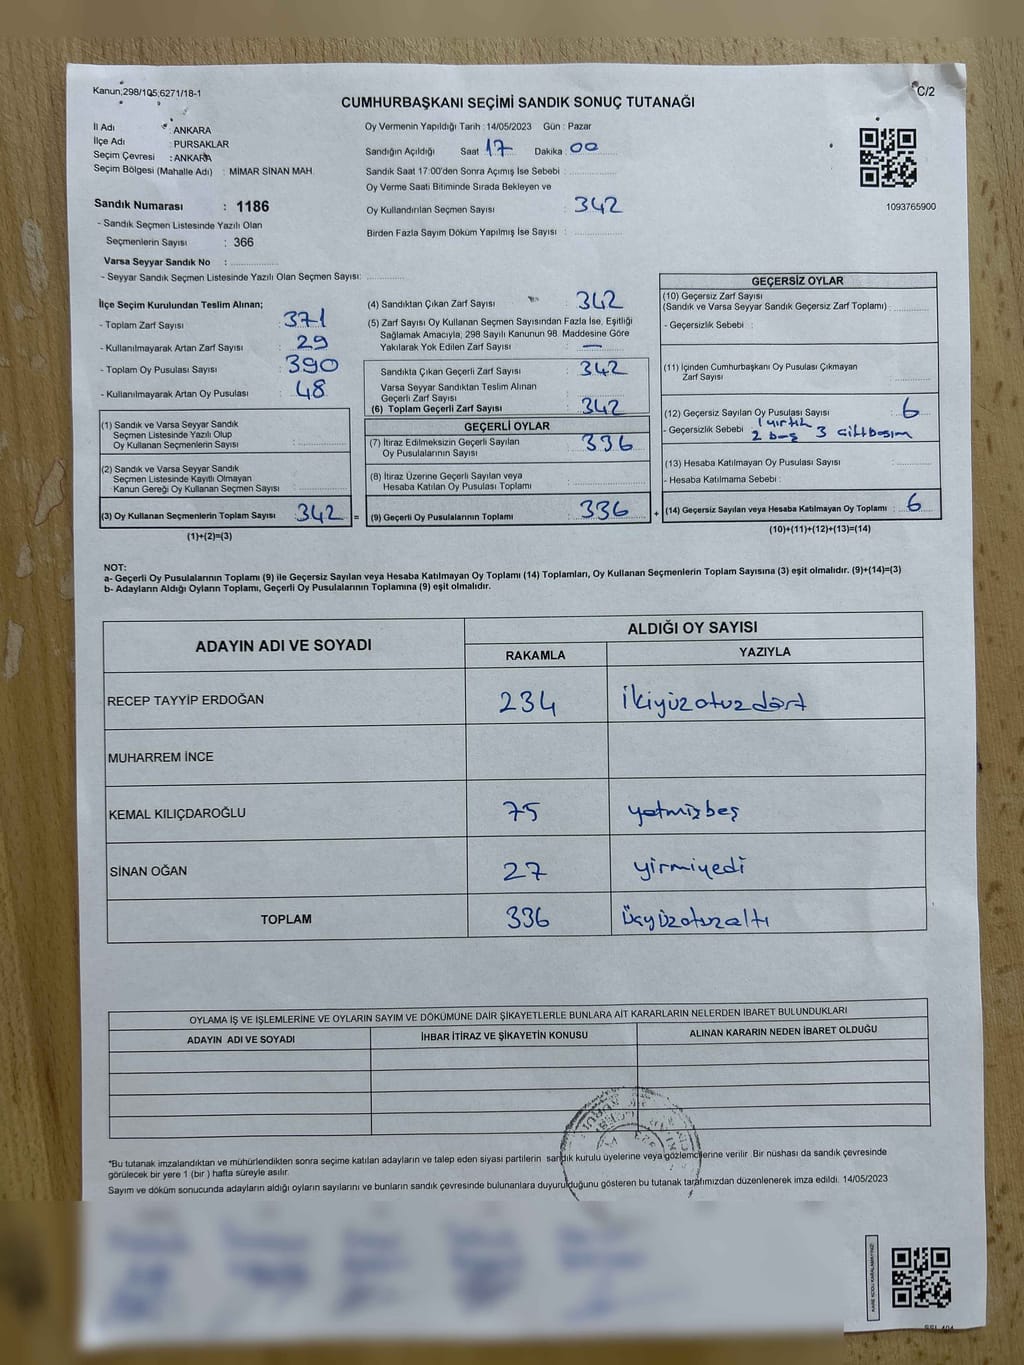 Kanun,298/105,6271/18-1
C/2
CUMHURBAŞKANI SEÇİMİ SANDIK SONUÇ TUTANAĞI
İl Adı : ANKARA
İlçe Adı : PURSAKLAR
Seçim Çevresi : ANKARA
Seçim Bölgesi (Mahalle Adı) : MİMAR SİNAN MAH.
Oy Vermenin Yapıldığı Tarih : 14/05/2023 Gün : Pazar
Sandığın Açıldığı Saat 17 Dakika : 00
Sandık Saat 17:00'den Sonra Açımış İse Sebebi :
Oy Verme Saati Bitiminde Sırada Bekleyen ve
Oy Kullandırılan Seçmen Sayısı : 342
Birden Fazla Sayım Döküm Yapılmış İse Sayısı :
1093765900
Sandık Numarası : 1186
- Sandık Seçmen Listesinde Yazılı Olan
Seçmenlerin Sayısı : 366
Varsa Seyyar Sandık No :
- Seyyar Sandık Seçmen Listesinde Yazılı Olan Seçmen Sayısı:
İlçe Seçim Kurulundan Teslim Alınan;
- Toplam Zarf Sayısı : 371
- Kullanılmayarak Artan Zarf Sayısı : 29
- Toplam Oy Pusulası Sayısı : 390
- Kullanılmayarak Artan Oy Pusulası : 48
(1) Sandık ve Varsa Seyyar Sandık
Seçmen Listesinde Yazılı Olup
Oy Kullanan Seçmenlerin Sayısı :
(2) Sandık ve Varsa Seyyar Sandık
Seçmen Listesinde Kayıtlı Olmayan
Kanun Gereği Oy Kullanan Seçmen Sayısı :
(3) Oy Kullanan Seçmenlerin Toplam Sayısı : 342 =
(1)+(2)=(3)
(4) Sandıktan Çıkan Zarf Sayısı : 342
(5) Zarf Sayısı Oy Kullanan Seçmen Sayısından Fazla İse, Eşitliği
Sağlamak Amacıyla; 298 Sayılı Kanunun 98. Maddesine Göre
Yakılarak Yok Edilen Zarf Sayısı : —
Sandıkta Çıkan Geçerli Zarf Sayısı : 342
Varsa Seyyar Sandıktan Teslim Alınan
Geçerli Zarf Sayısı :
(6) Toplam Geçerli Zarf Sayısı : 342
GEÇERLİ OYLAR
(7) İtiraz Edilmeksizin Geçerli Sayılan
Oy Pusulalarının Sayısı : 336
(8) İtiraz Üzerine Geçerli Sayılan veya
Hesaba Katılan Oy Pusulası Toplamı :
(9) Geçerli Oy Pusulalarının Toplamı : 336 +
GEÇERSİZ OYLAR
(10) Geçersiz Zarf Sayısı
(Sandık ve Varsa Seyyar Sandık Geçersiz Zarf Toplamı) :
- Geçersizlik Sebebi :
(11) İçinden Cumhurbaşkanı Oy Pusulası Çıkmayan
Zarf Sayısı :
(12) Geçersiz Sayılan Oy Pusulası Sayısı : 6
- Geçersizlik Sebebi : 1 yırtık
2 boş 3 çift basım
(13) Hesaba Katılmayan Oy Pusulası Sayısı :
- Hesaba Katılmama Sebebi :
(14) Geçersiz Sayılan veya Hesaba Katılmayan Oy Toplamı : 6
(10)+(11)+(12)+(13)=(14)
NOT:
a- Geçerli Oy Pusulalarının Toplamı (9) ile Geçersiz Sayılan veya Hesaba Katılmayan Oy Toplamı (14) Toplamları, Oy Kullanan Seçmenlerin Toplam Sayısına (3) eşit olmalıdır. (9)+(14)=(3)
b- Adayların Aldığı Oyların Toplamı, Geçerli Oy Pusulalarının Toplamına (9) eşit olmalıdır.
ADAYIN ADI VE SOYADI
ALDIĞI OY SAYISI
RAKAMLA
YAZIYLA
RECEP TAYYİP ERDOĞAN 234 ikiyüzotuzdört
MUHARREM İNCE
KEMAL KILIÇDAROĞLU 75 yetmişbeş
SİNAN OĞAN 27 yirmiyedi
TOPLAM 336 üçyüzotuzaltı
OYLAMA İŞ VE İŞLEMLERİNE VE OYLARIN SAYIM VE DÖKÜMÜNE DAİR ŞİKAYETLERLE BUNLARA AİT KARARLARIN NELERDEN İBARET BULUNDUKLARI
ADAYIN ADI VE SOYADI
İHBAR İTİRAZ VE ŞİKAYETİN KONUSU
ALINAN KARARIN NEDEN İBARET OLDUĞU
*Bu tutanak imzalandıktan ve mühürlendikten sonra seçime katılan adayların ve talep eden siyasi partilerin sandık kurulu üyelerine veya gözlemcilerine verilir. Bir nüshası da sandık çevresinde
görülecek bir yere 1 (bir) hafta süreyle asılır.
Sayım ve döküm sonucunda adayların aldığı oyların sayılarını ve bunların sandık çevresinde bulunanlara duyurulduğunu gösteren bu tutanak tarafımızdan düzenlenerek imza edildi. 14/05/2023